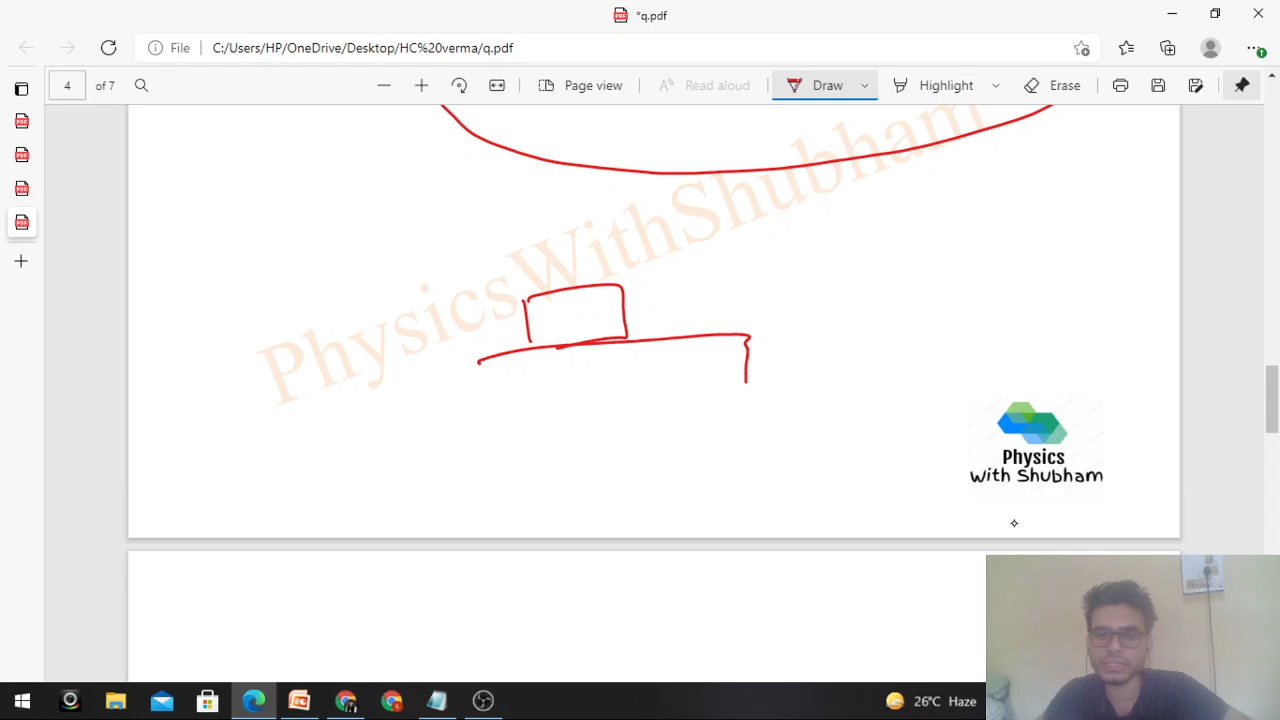 *q.pdf
File C:/Users/HP/OneDrive/Desktop/HC%20verma/q.pdf
4 of 7 Page view Read aloud Draw Highlight Erase
PhysicsWithShubham
Physics
With Shubham
26°C Haze